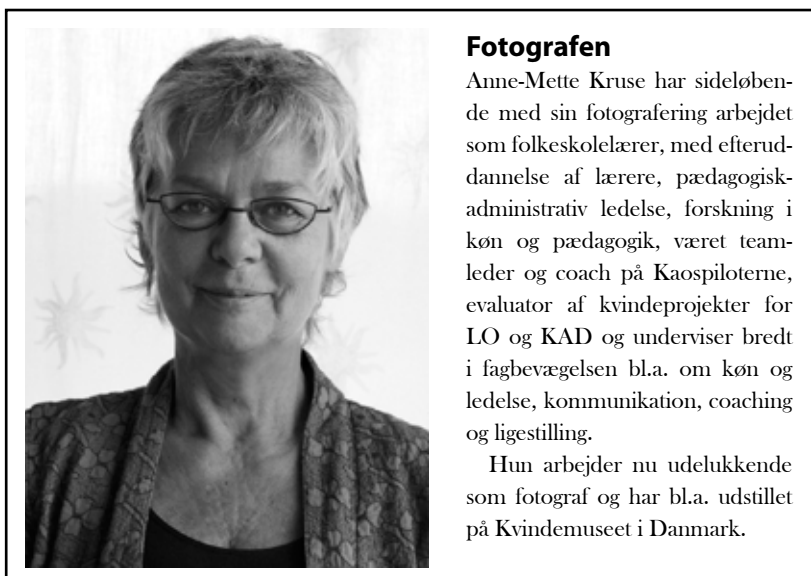 Fotografen
Anne-Mette Kruse har sideløben-
de med sin fotografering arbejdet
som folkeskolelærer, med efterud-
dannelse af lærere, pædagogisk-
administrativ ledelse, forskning i
køn og pædagogik, været team-
leder og coach på Kaospiloterne,
evaluator af kvindeprojekter for
LO og KAD og underviser bredt
i fagbevægelsen bl.a. om køn og
ledelse, kommunikation, coaching
og ligestilling.
Hun arbejder nu udelukkende
som fotograf og har bl.a. udstillet
på Kvindemuseet i Danmark.